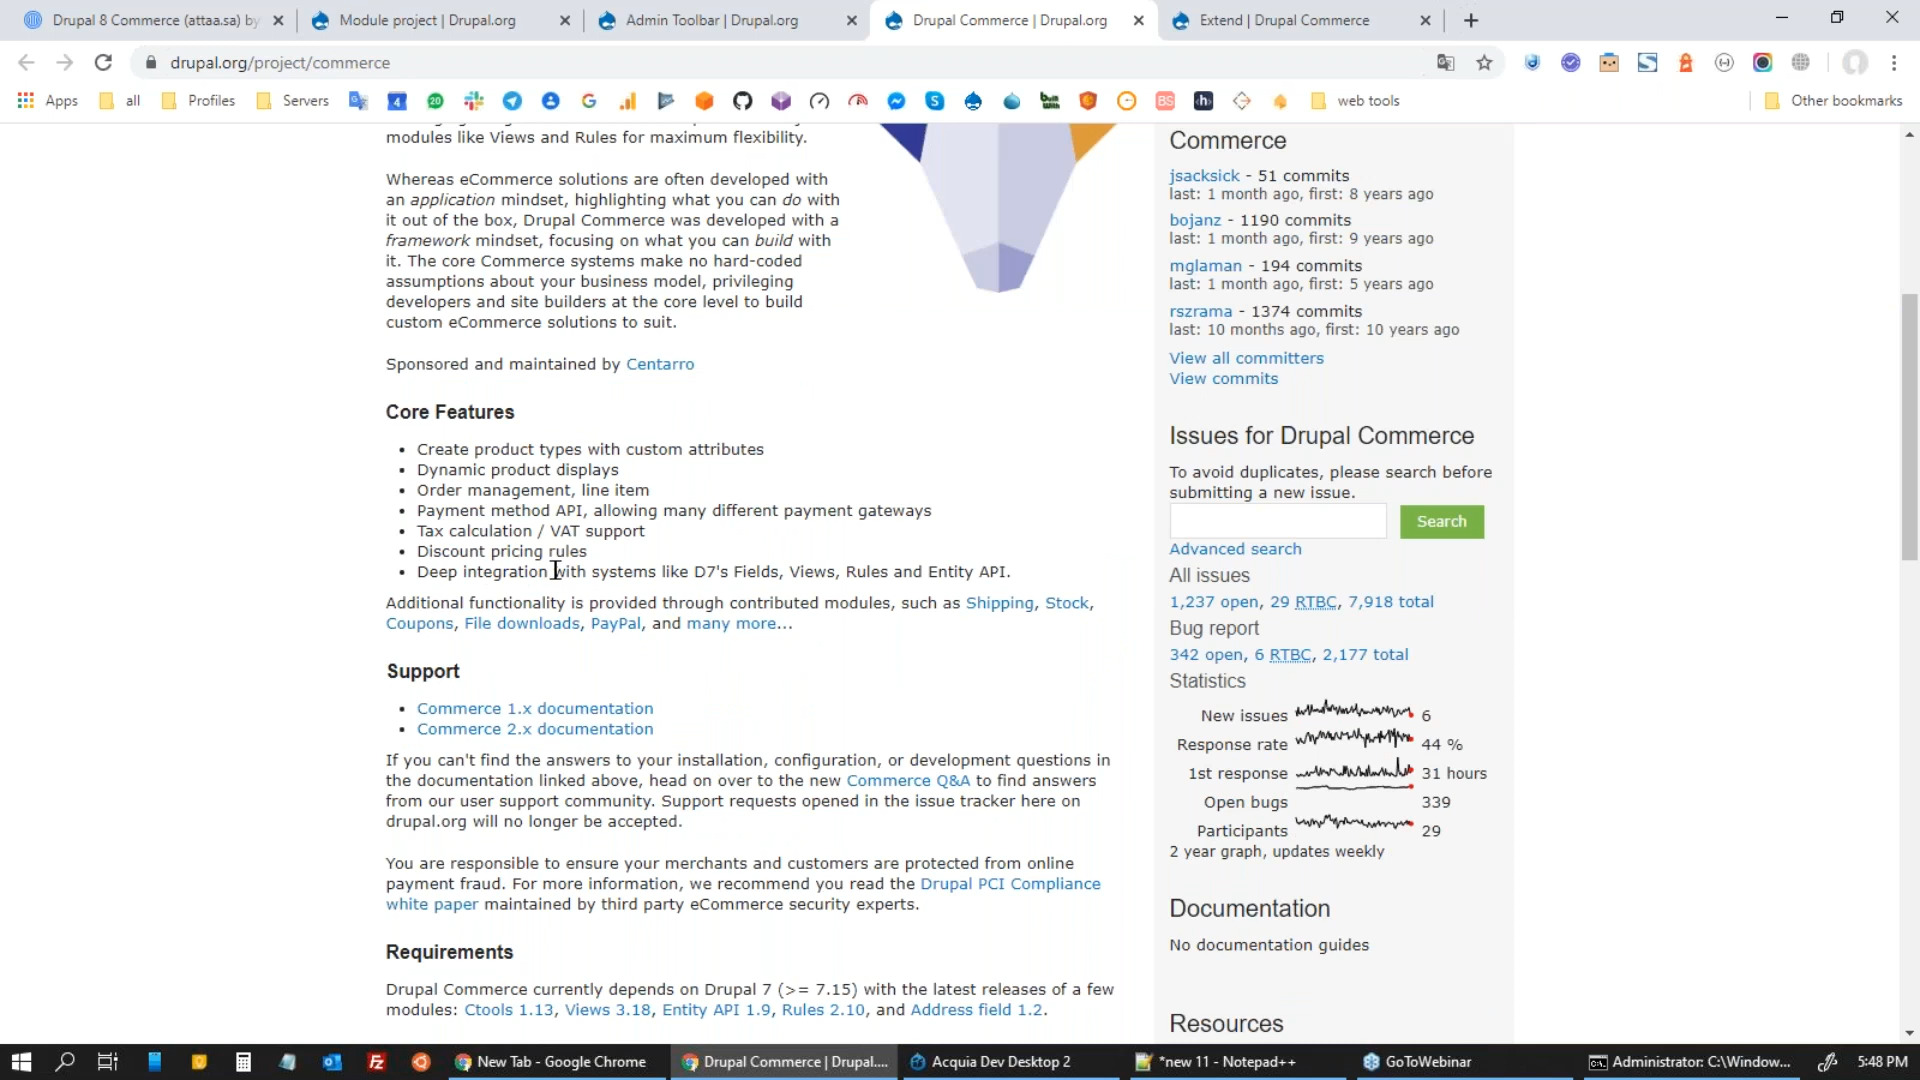 Drupal 8 Commerce (attaa.sa) by
Module project | Drupal.org
Admin Toolbar | Drupal.org
Drupal Commerce | Drupal.org
Extend | Drupal Commerce
drupal.org/project/commerce
Apps
all
Profiles
Servers
web tools
Other bookmarks
modules like Views and Rules for maximum flexibility.
Whereas eCommerce solutions are often developed with
an application mindset, highlighting what you can do with
it out of the box, Drupal Commerce was developed with a
framework mindset, focusing on what you can build with
it. The core Commerce systems make no hard-coded
assumptions about your business model, privileging
developers and site builders at the core level to build
custom eCommerce solutions to suit.
Sponsored and maintained by Centarro
Core Features
• Create product types with custom attributes
• Dynamic product displays
• Order management, line item
• Payment method API, allowing many different payment gateways
• Tax calculation / VAT support
• Discount pricing rules
• Deep integration with systems like D7's Fields, Views, Rules and Entity API.
Additional functionality is provided through contributed modules, such as Shipping, Stock,
Coupons, File downloads, PayPal, and many more...
Support
• Commerce 1.x documentation
• Commerce 2.x documentation
If you can't find the answers to your installation, configuration, or development questions in
the documentation linked above, head on over to the new Commerce Q&A to find answers
from our user support community. Support requests opened in the issue tracker here on
drupal.org will no longer be accepted.
You are responsible to ensure your merchants and customers are protected from online
payment fraud. For more information, we recommend you read the Drupal PCI Compliance
white paper maintained by third party eCommerce security experts.
Requirements
Drupal Commerce currently depends on Drupal 7 (>= 7.15) with the latest releases of a few
modules: Ctools 1.13, Views 3.18, Entity API 1.9, Rules 2.10, and Address field 1.2.
Commerce
jsacksick - 51 commits
last: 1 month ago, first: 8 years ago
bojanz - 1190 commits
last: 1 month ago, first: 9 years ago
mglaman - 194 commits
last: 1 month ago, first: 5 years ago
rszrama - 1374 commits
last: 10 months ago, first: 10 years ago
View all committers
View commits
Issues for Drupal Commerce
To avoid duplicates, please search before
submitting a new issue.
Search
Advanced search
All issues
1,237 open, 29 RTBC, 7,918 total
Bug report
342 open, 6 RTBC, 2,177 total
Statistics
New issues 6
Response rate 44 %
1st response 31 hours
Open bugs 339
Participants 29
2 year graph, updates weekly
Documentation
No documentation guides
Resources
New Tab - Google Chrome
Drupal Commerce | Drupal....
Acquia Dev Desktop 2
*new 11 - Notepad++
GoToWebinar
Administrator: C:\Window...
5:48 PM